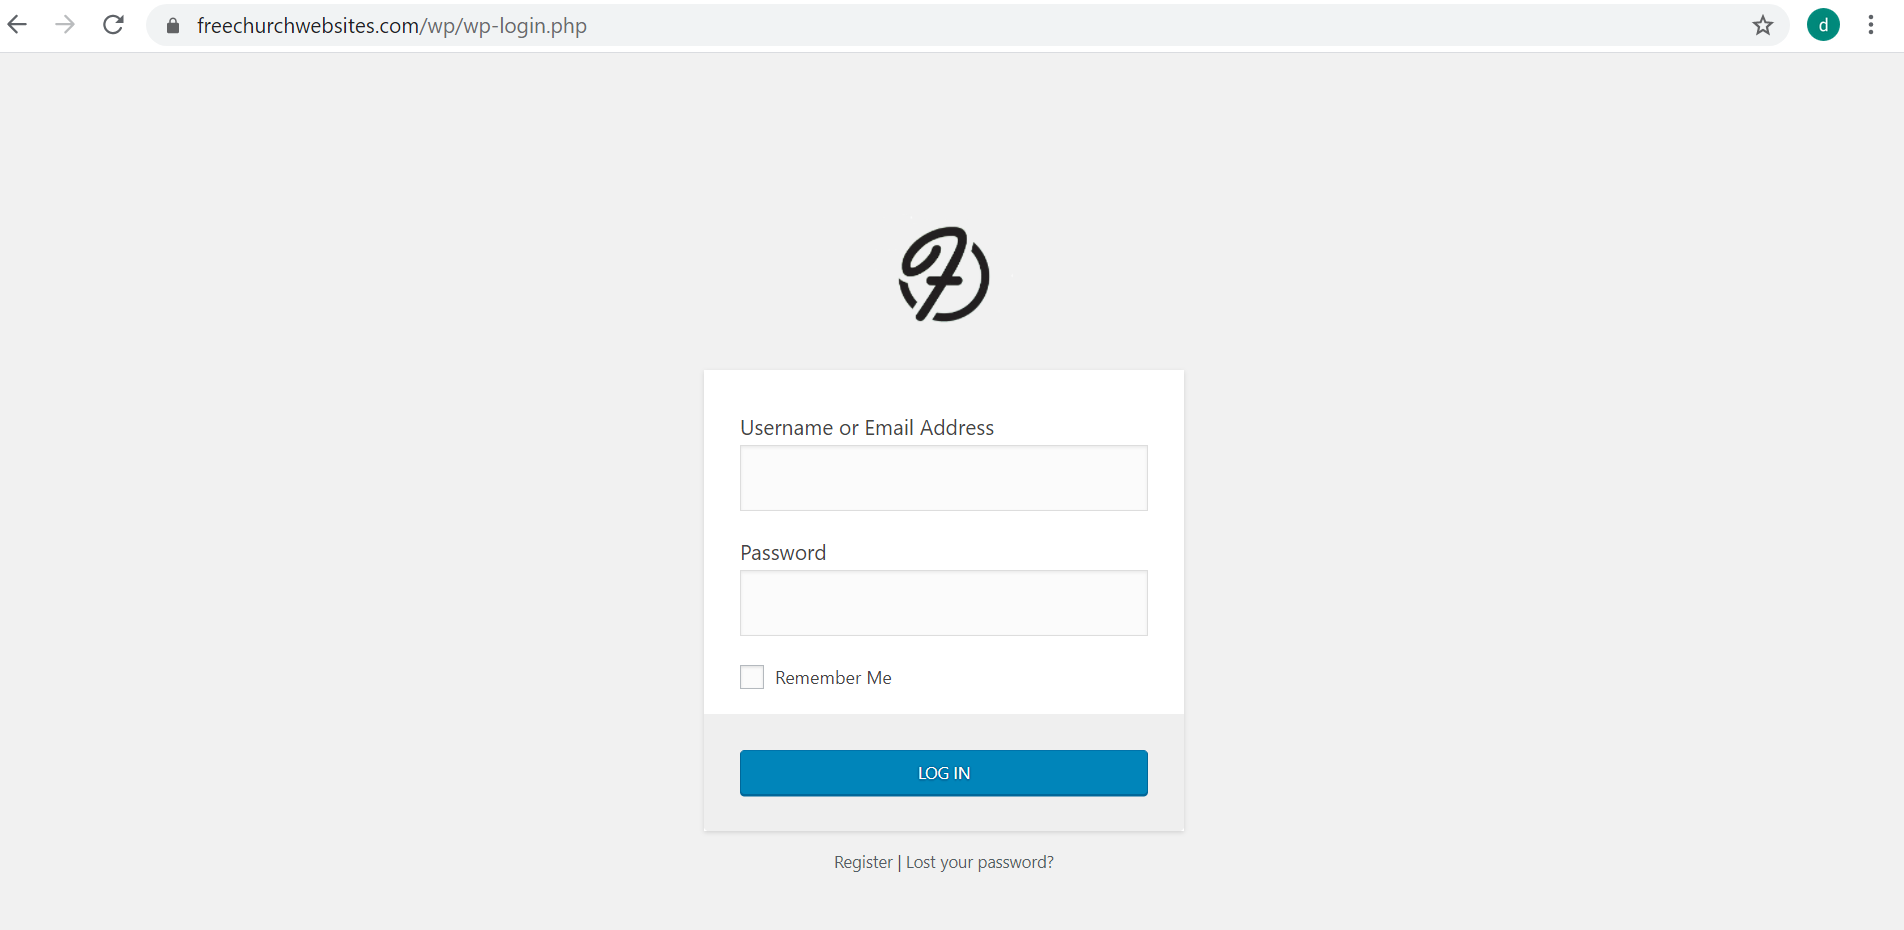 freechurchwebsites.com/wp/wp-login.php
d
Username or Email Address
Password
Remember Me
LOG IN
Register | Lost your password?